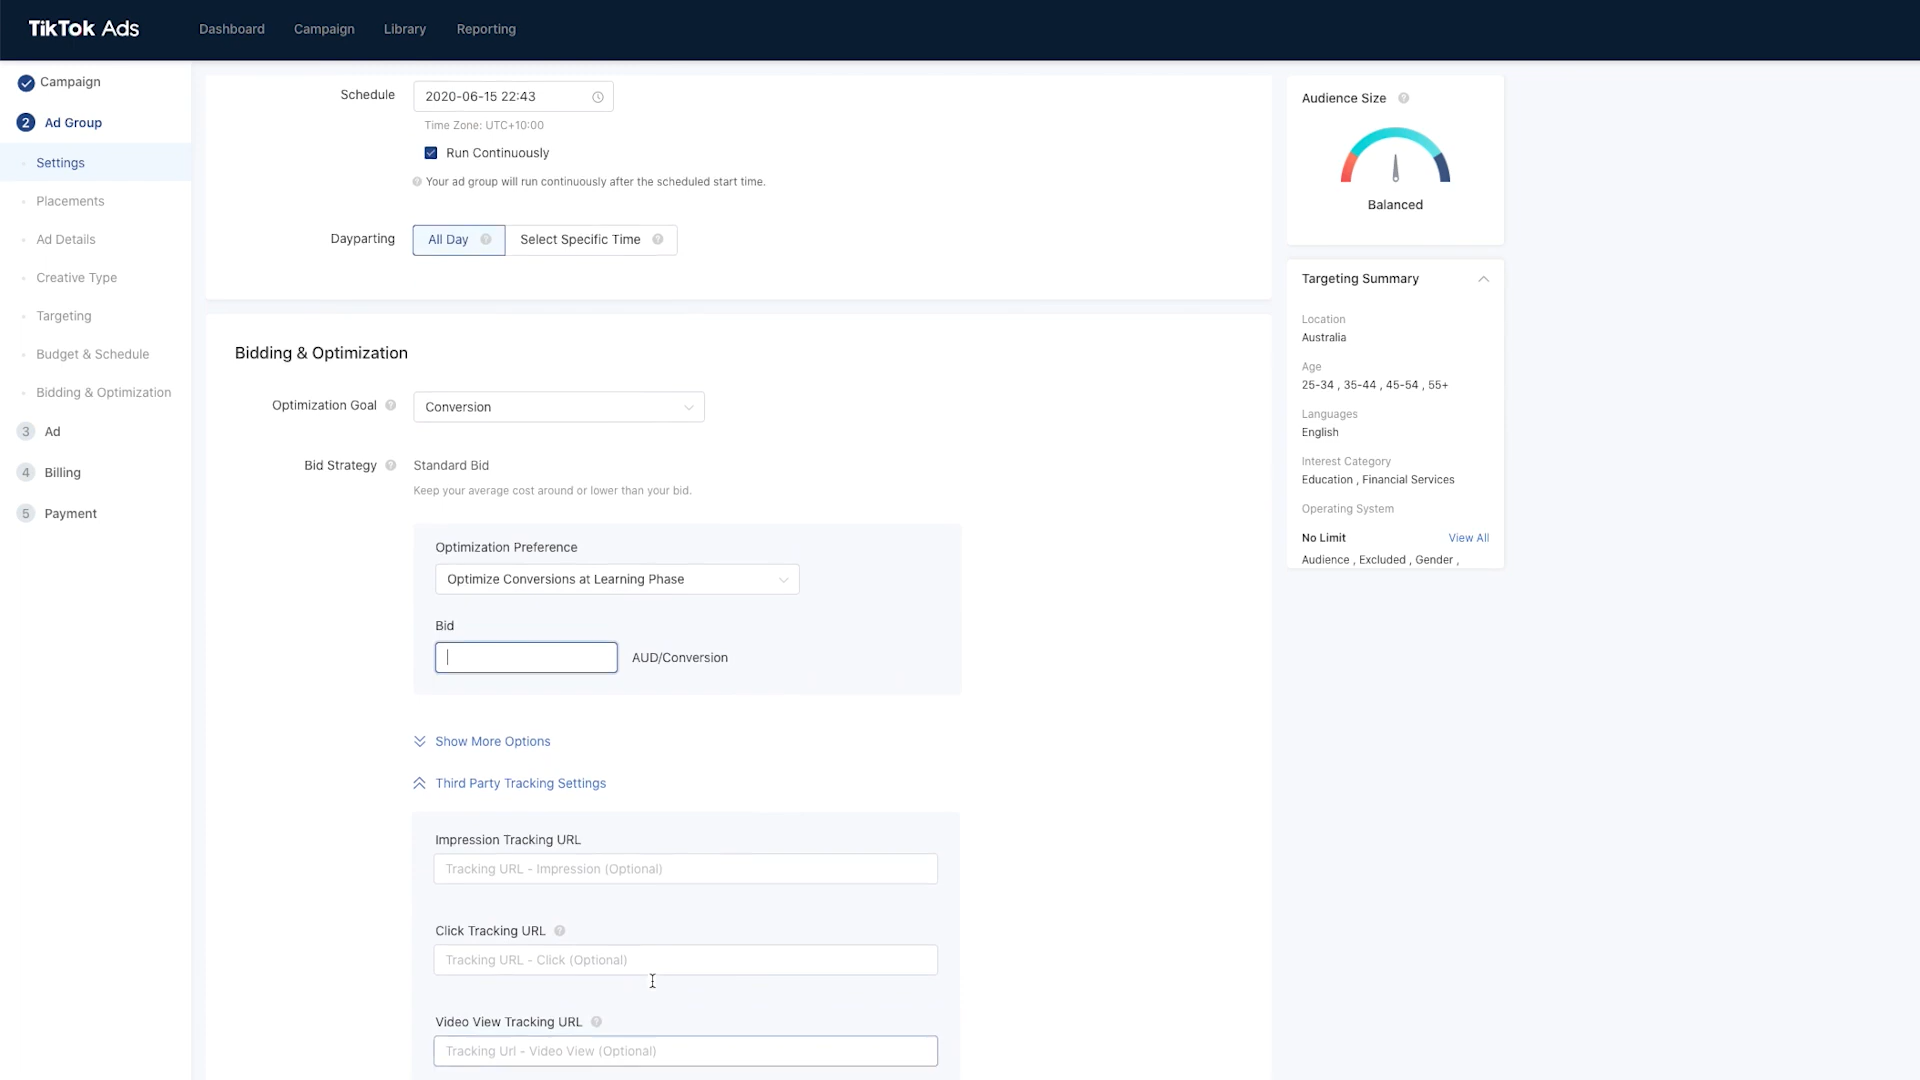 TikTok Ads
Dashboard
Campaign
Library
Reporting
Campaign
2 Ad Group
Settings
Placements
Ad Details
Creative Type
Targeting
Budget & Schedule
Bidding & Optimization
3 Ad
4 Billing
5 Payment
Schedule
2020-06-15 22:43
Time Zone: UTC+10:00
Run Continuously
? Your ad group will run continuously after the scheduled start time.
Dayparting
All Day ?
Select Specific Time ?
Bidding & Optimization
Optimization Goal ?
Conversion
Bid Strategy ?
Standard Bid
Keep your average cost around or lower than your bid.
Optimization Preference
Optimize Conversions at Learning Phase
Bid
AUD/Conversion
Show More Options
Third Party Tracking Settings
Impression Tracking URL
Tracking URL - Impression (Optional)
Click Tracking URL ?
Tracking URL - Click (Optional)
Video View Tracking URL ?
Tracking Url - Video View (Optional)
Audience Size ?
Balanced
Targeting Summary
Location
Australia
Age
25-34 , 35-44 , 45-54 , 55+
Languages
English
Interest Category
Education , Financial Services
Operating System
No Limit
View All
Audience , Excluded , Gender ,